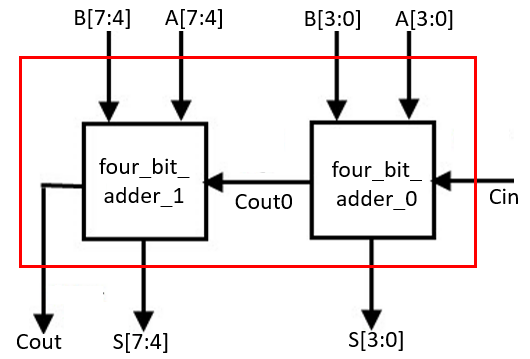 B[7:4] A[7:4] B[3:0] A[3:0]
four_bit_
adder_1
four_bit_
adder_0
Cout0
Cin
Cout
S[7:4]
S[3:0]